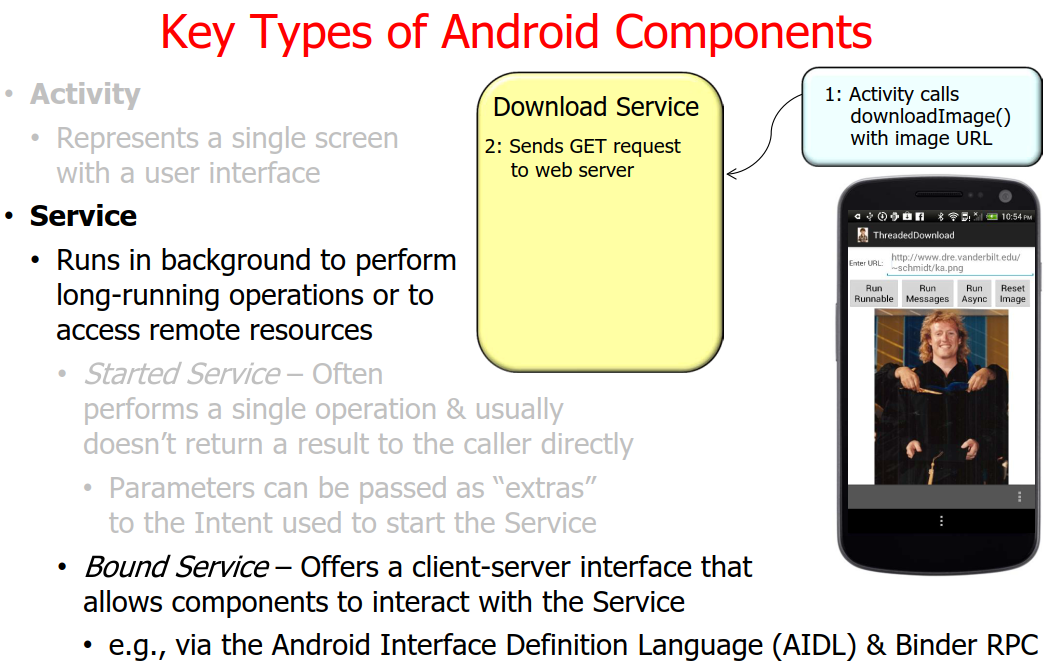 Key Types of Android Components
• Activity
• Represents a single screen
with a user interface
• Service
• Runs in background to perform
long-running operations or to
access remote resources
• Started Service – Often
performs a single operation & usually
doesn’t return a result to the caller directly
• Parameters can be passed as “extras”
to the Intent used to start the Service
• Bound Service – Offers a client-server interface that
allows components to interact with the Service
• e.g., via the Android Interface Definition Language (AIDL) & Binder RPC
Download Service
2: Sends GET request
to web server
1: Activity calls
downloadImage()
with image URL
10:54 PM
ThreadedDownload
Enter URL:
http://www.dre.vanderbilt.edu/
~schmidt/ka.png
Run
Runnable
Run
Messages
Run
Async
Reset
Image